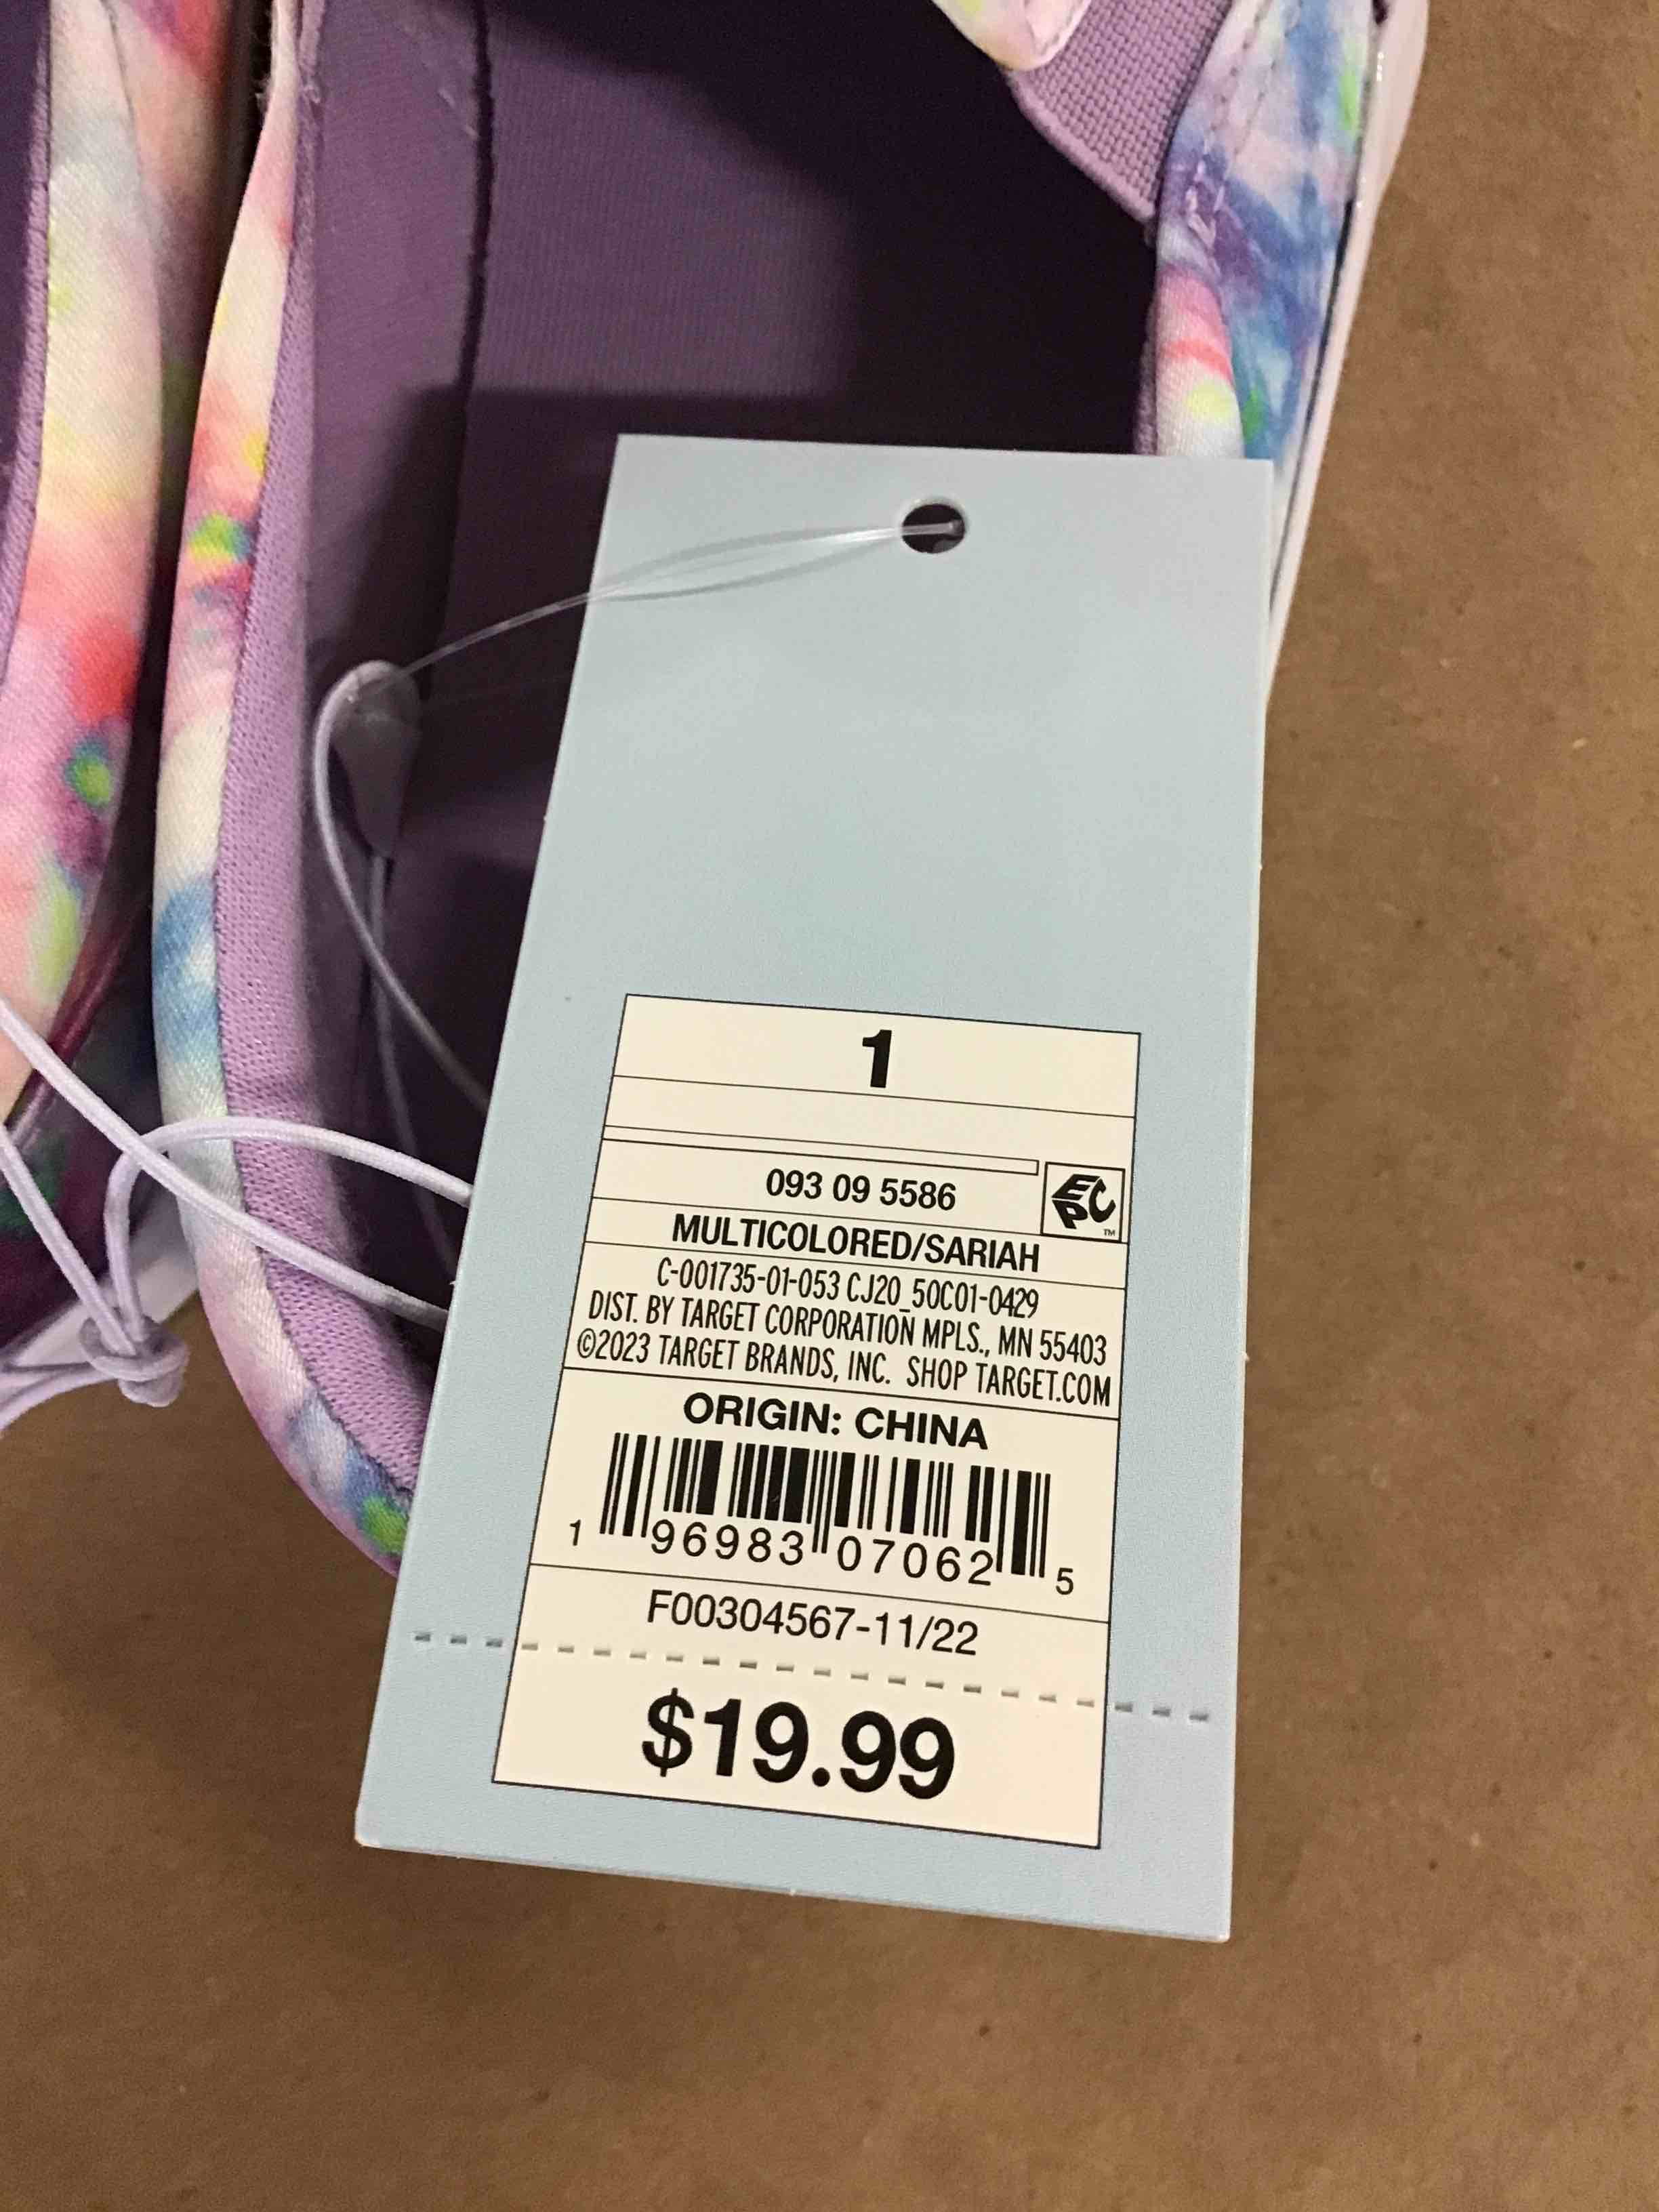 1
093 09 5586
EPC
TM
MULTICOLORED/SARIAH
C-001735-01-053 CJ20_50C01-0429
DIST. BY TARGET CORPORATION MPLS., MN 55403
©2023 TARGET BRANDS, INC. SHOP TARGET.COM
ORIGIN: CHINA
1 96983 07062 5
F00304567-11/22
$19.99